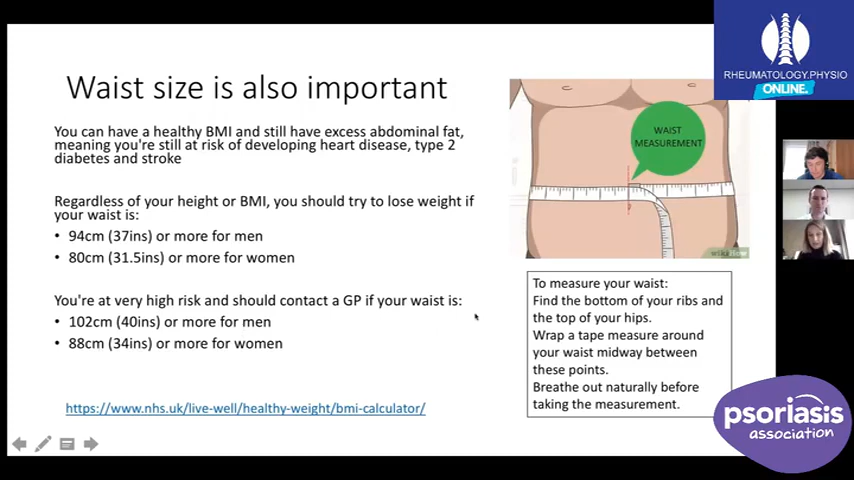 Waist size is also important
You can have a healthy BMI and still have excess abdominal fat,
meaning you're still at risk of developing heart disease, type 2
diabetes and stroke
Regardless of your height or BMI, you should try to lose weight if
your waist is:
• 94cm (37ins) or more for men
• 80cm (31.5ins) or more for women
You're at very high risk and should contact a GP if your waist is:
• 102cm (40ins) or more for men
• 88cm (34ins) or more for women
https://www.nhs.uk/live-well/healthy-weight/bmi-calculator/
WAIST
MEASUREMENT
wikiHow
To measure your waist:
Find the bottom of your ribs and
the top of your hips.
Wrap a tape measure around
your waist midway between
these points.
Breathe out naturally before
taking the measurement.
RHEUMATOLOGY.PHYSIO
ONLINE.
psoriasis
association